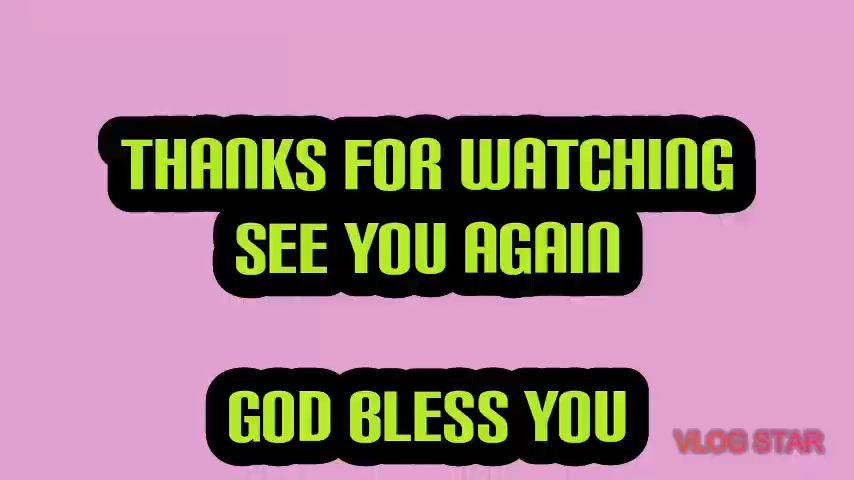 THANKS FOR WATCHING
SEE YOU AGAIN
GOD BLESS YOU
VLOG STAR